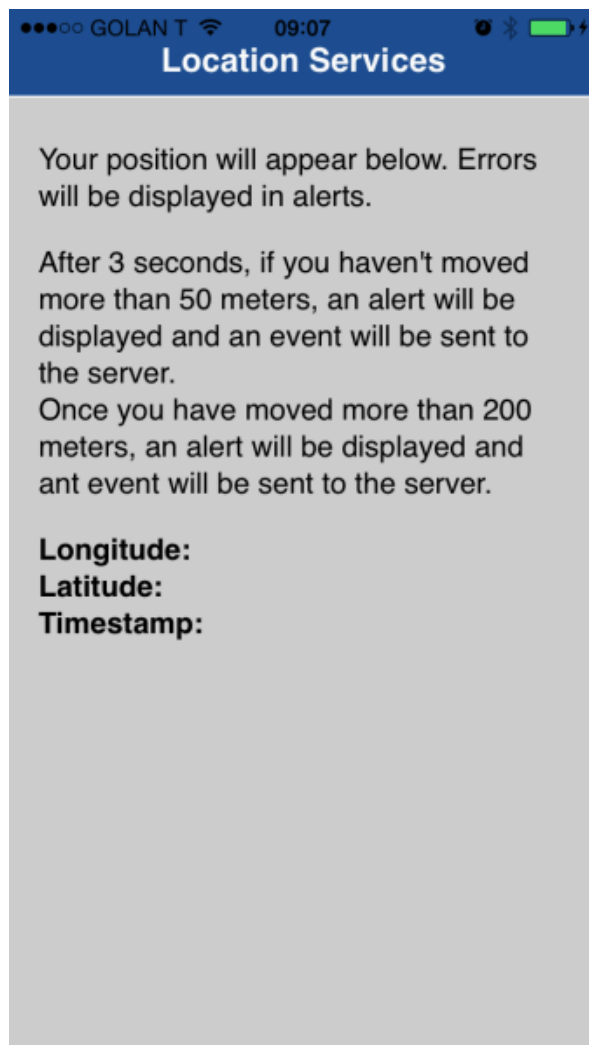 GOLAN T 09:07
Location Services
Your position will appear below. Errors
will be displayed in alerts.
After 3 seconds, if you haven't moved
more than 50 meters, an alert will be
displayed and an event will be sent to
the server.
Once you have moved more than 200
meters, an alert will be displayed and
ant event will be sent to the server.
Longitude:
Latitude:
Timestamp: